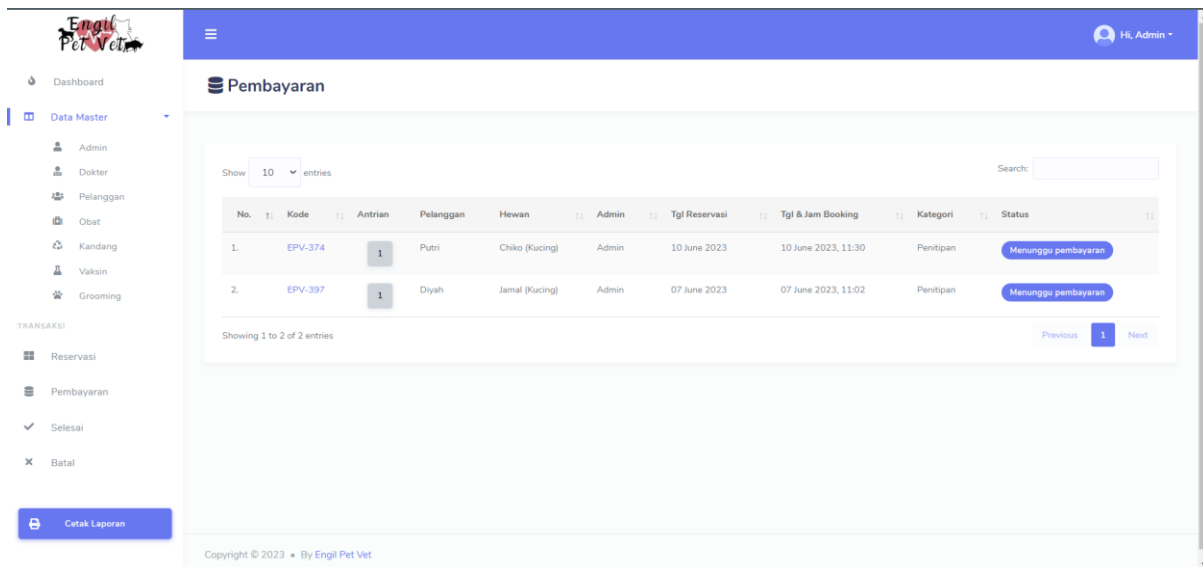 Engil
Pet Vet
Hi, Admin
Dashboard
Data Master
Admin
Dokter
Pelanggan
Obat
Kandang
Vaksin
Grooming
TRANSAKSI
Reservasi
Pembayaran
Selesai
Batal
Cetak Laporan
Pembayaran
Show 10 entries
Search:
No. Kode Antrian Pelanggan Hewan Admin Tgl Reservasi Tgl & Jam Booking Kategori Status
1. EPV-374 1 Putri Chiko (Kucing) Admin 10 June 2023 10 June 2023, 11:30 Penitipan Menunggu pembayaran
2. EPV-397 1 Diyah Jamal (Kucing) Admin 07 June 2023 07 June 2023, 11:02 Penitipan Menunggu pembayaran
Showing 1 to 2 of 2 entries
Previous 1 Next
Copyright © 2023 • By Engil Pet Vet